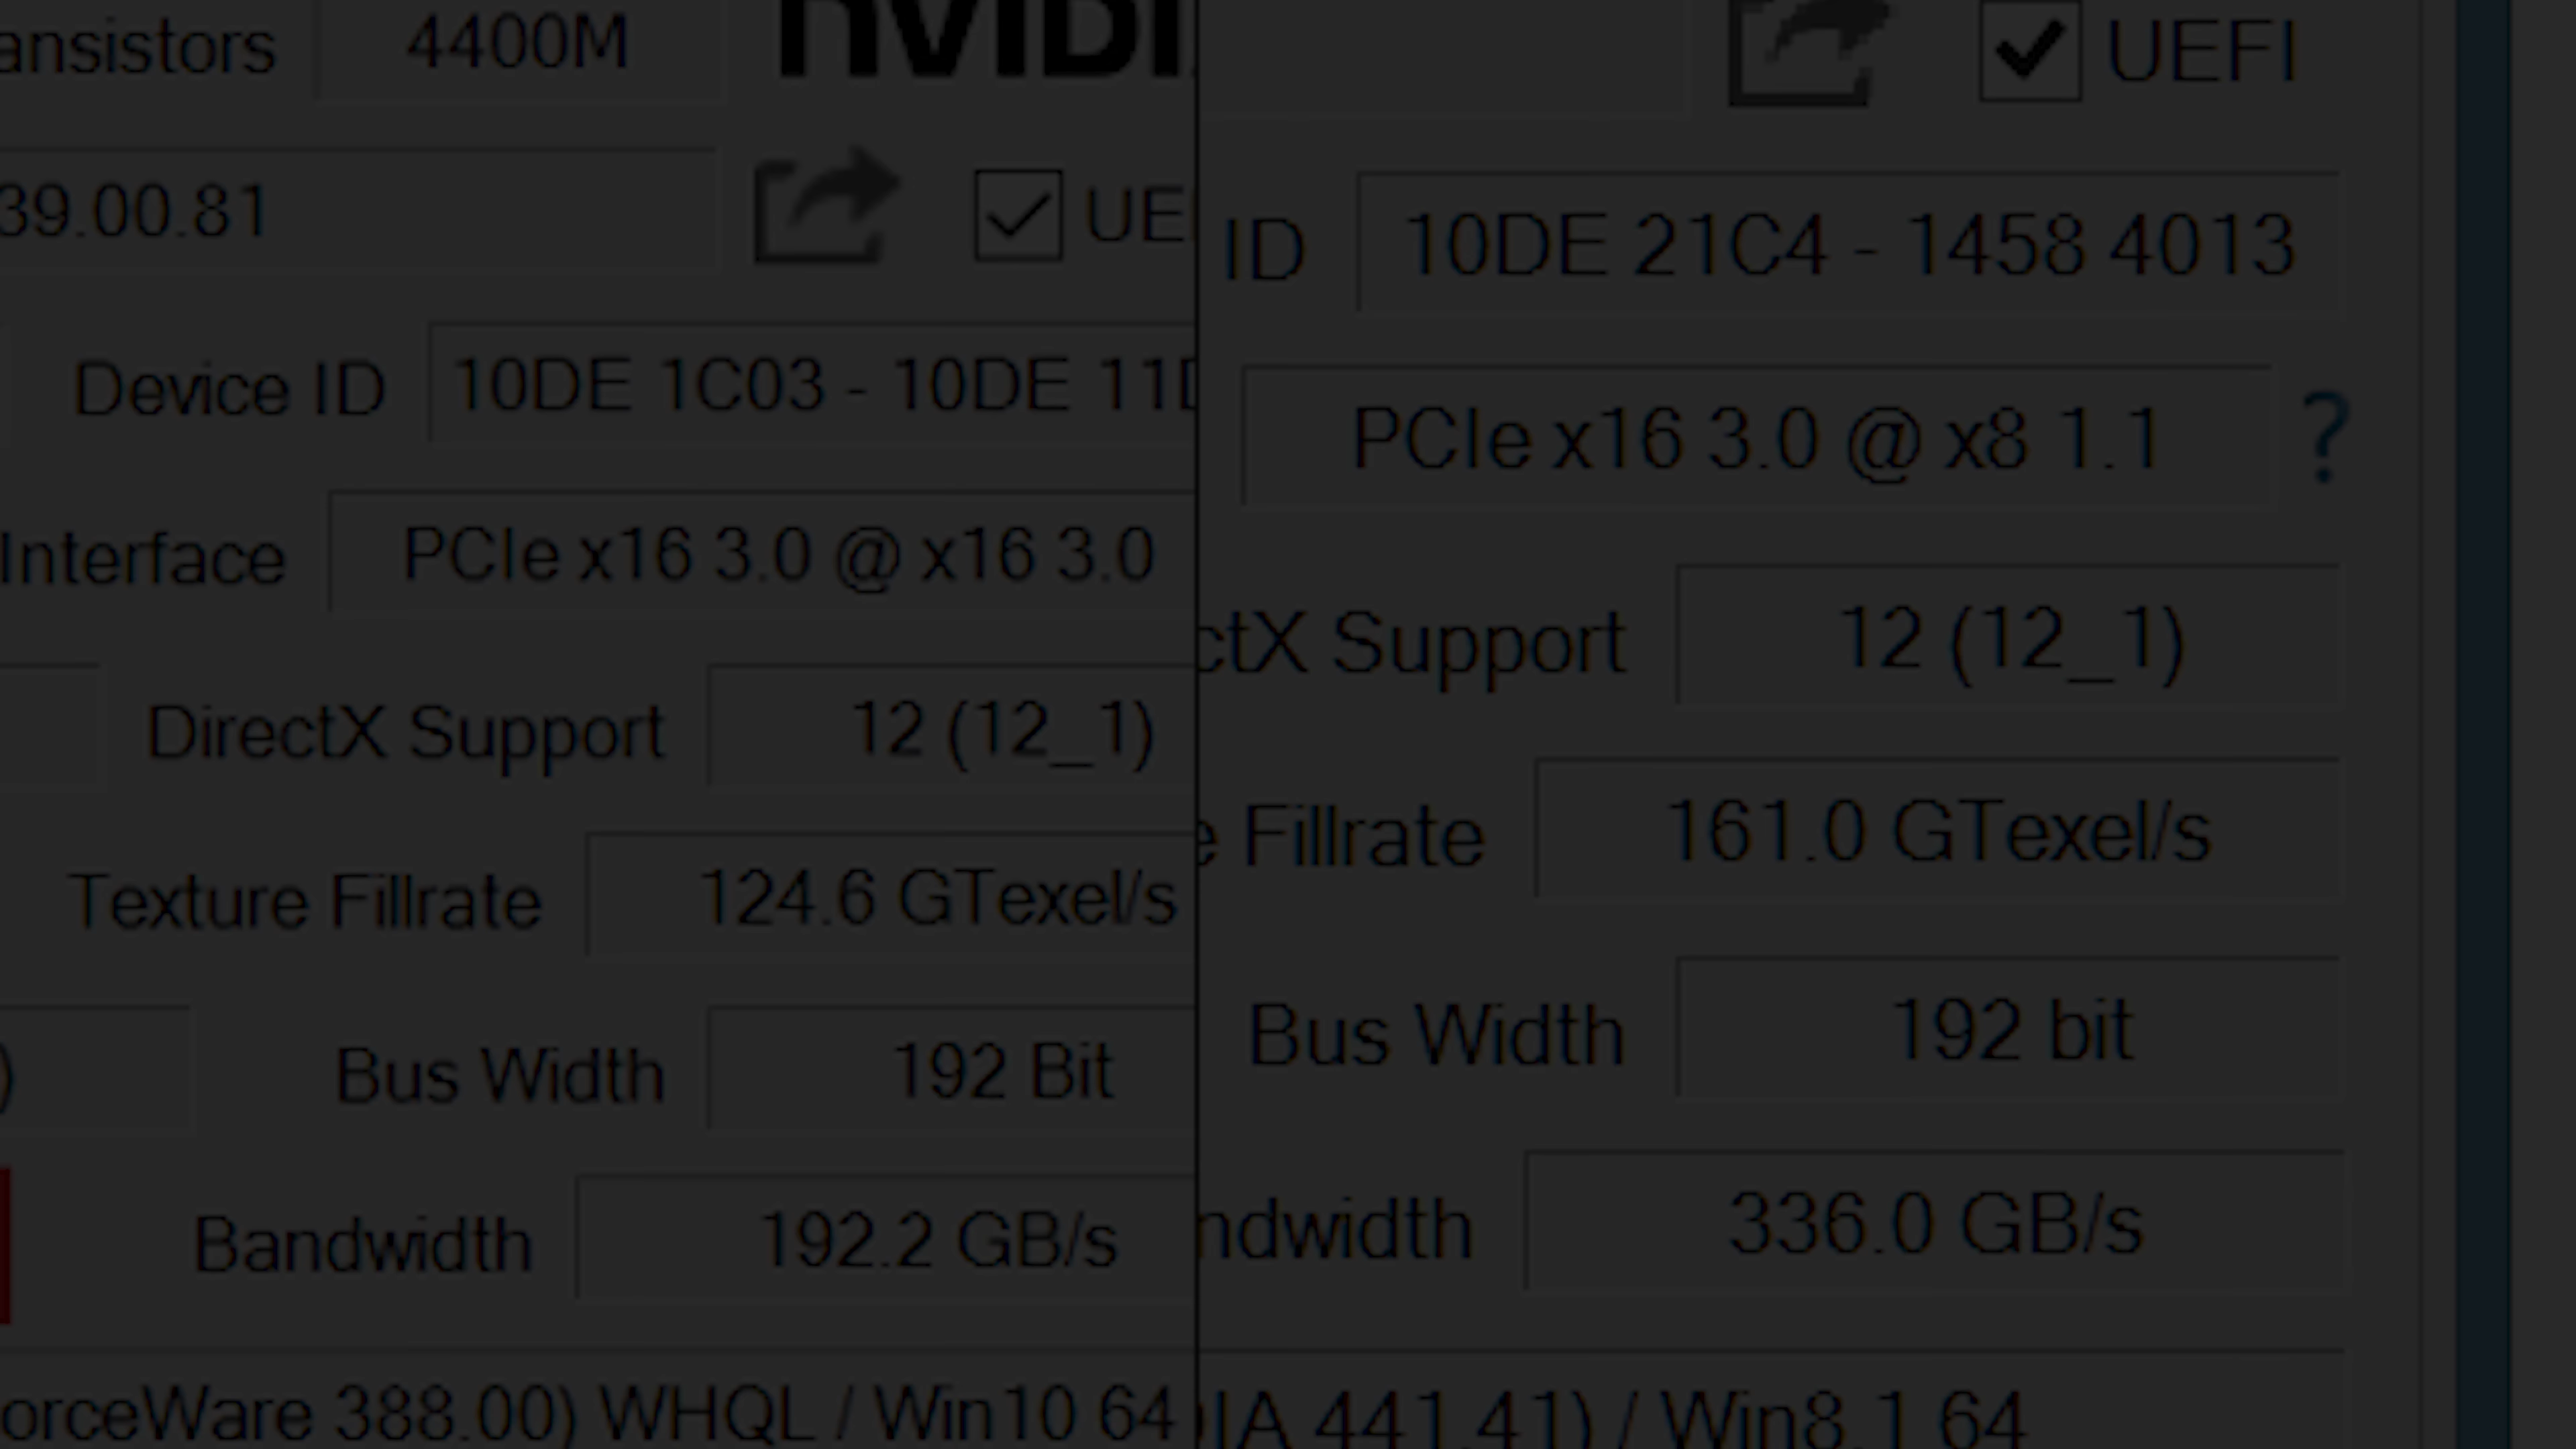 ansistors 4400M nVIDI
39.00.81 UE
Device ID 10DE 1C03 - 10DE 11D
Interface PCIe x16 3.0 @ x16 3.0
DirectX Support 12 (12_1)
Texture Fillrate 124.6 GTexel/s
) Bus Width 192 Bit
Bandwidth 192.2 GB/s
orceWare 388.00) WHQL / Win10 64
UEFI
ID 10DE 21C4 - 1458 4013
PCIe x16 3.0 @ x8 1.1 ?
ctX Support 12 (12_1)
e Fillrate 161.0 GTexel/s
Bus Width 192 bit
ndwidth 336.0 GB/s
IA 441.41) / Win8.1 64